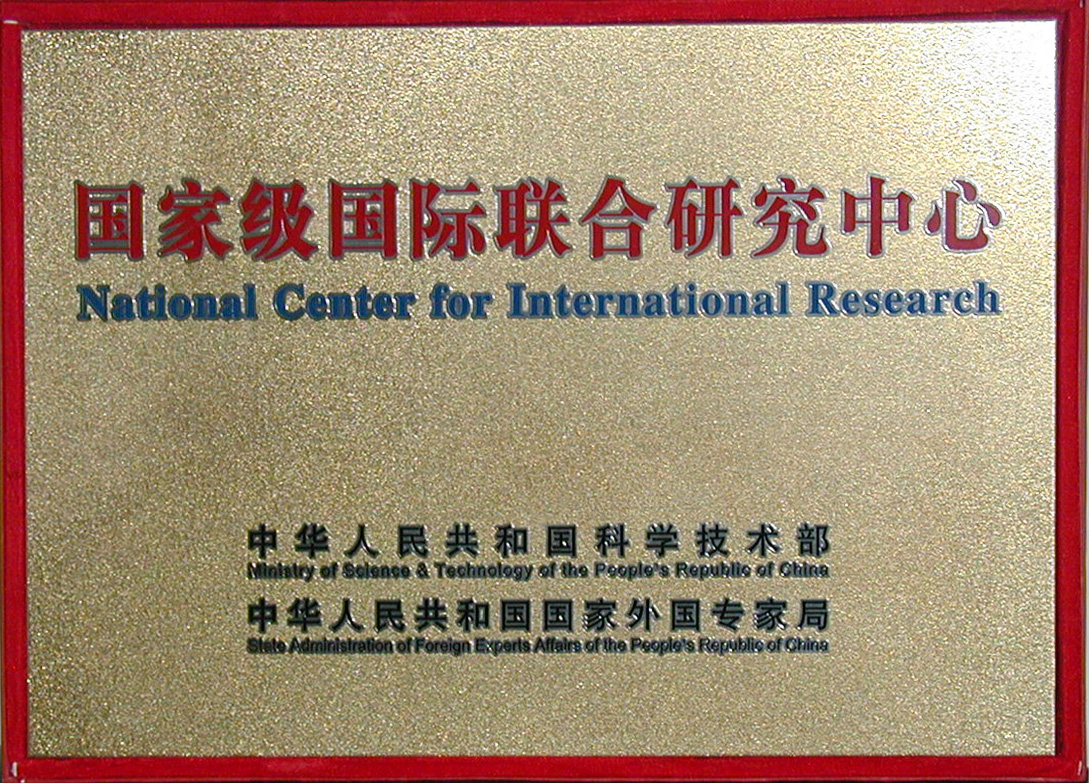 国家级国际联合研究中心
National Center for International Research
中华人民共和国科学技术部
Ministry of Science & Technology of the People's Republic of China
中华人民共和国国家外国专家局
State Administration of Foreign Experts Affairs of the People's Republic of China